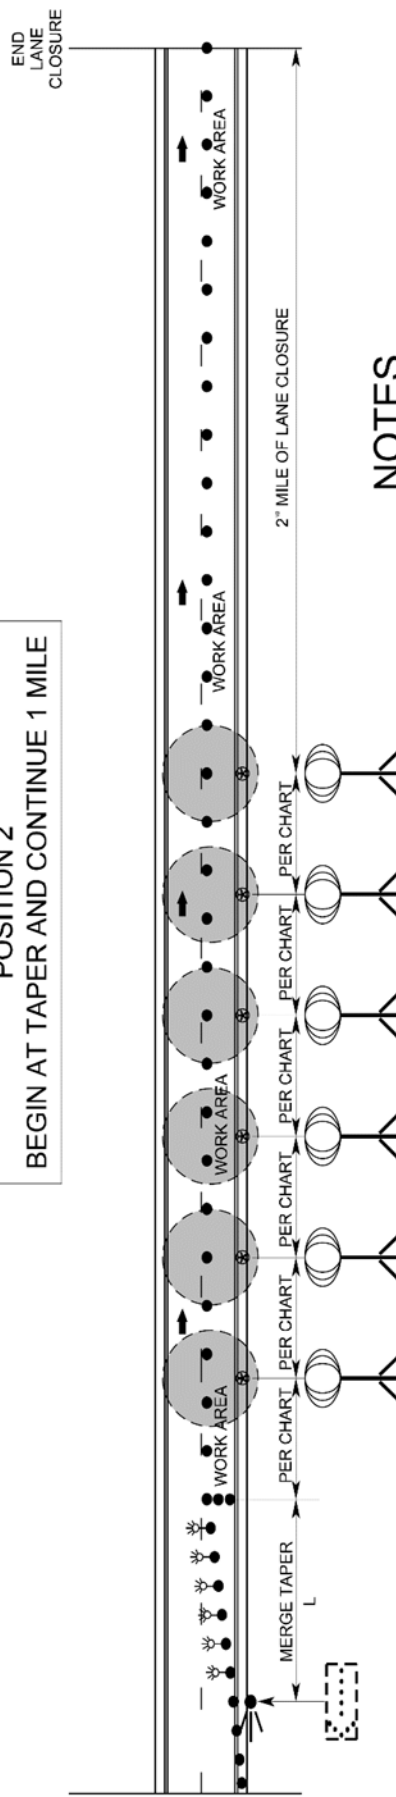 END
LANE
CLOSURE
WORK AREA
2ⁿᵈ MILE OF LANE CLOSURE
NOTES
POSITION 2
BEGIN AT TAPER AND CONTINUE 1 MILE
WORK AREA
PER CHART
PER CHART
PER CHART
WORK AREA
PER CHART
PER CHART
WORK AREA
PER CHART
MERGE TAPER
L